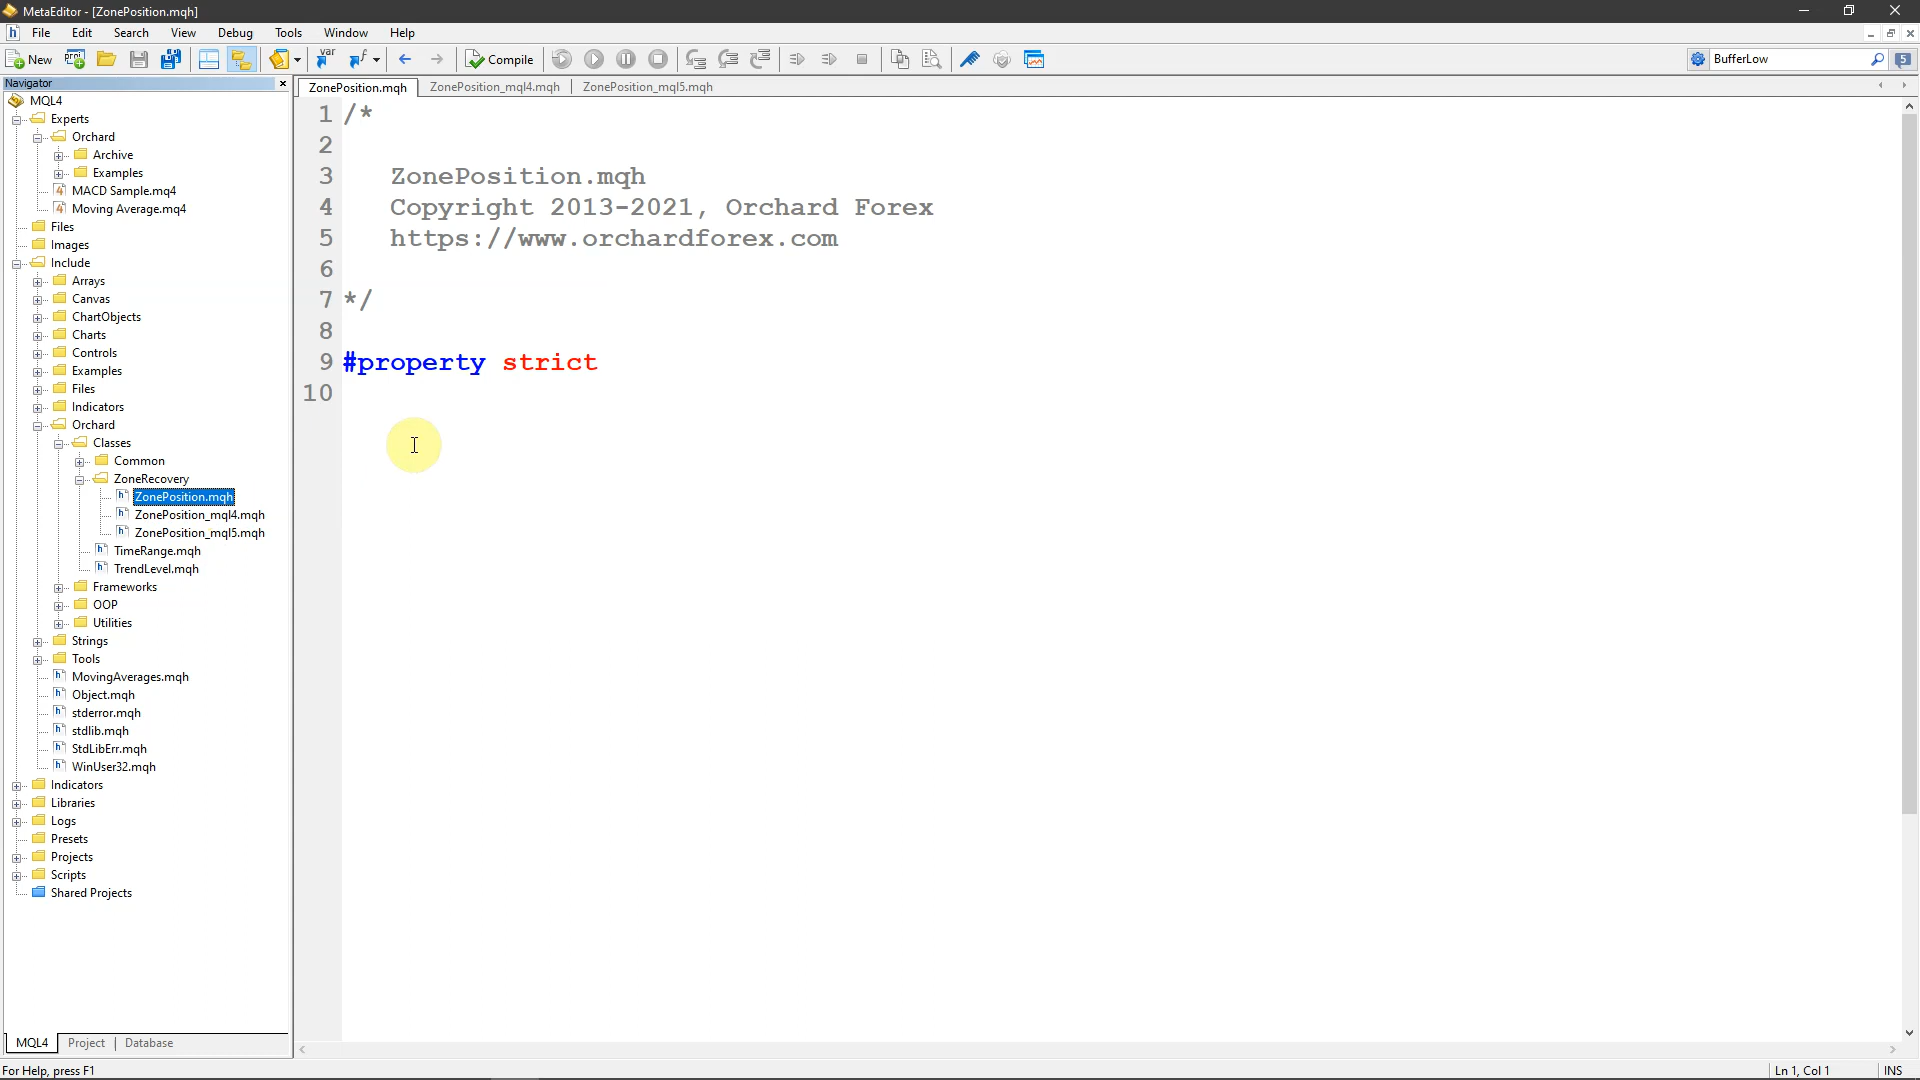 MetaEditor - [ZonePosition.mqh]
File Edit Search View Debug Tools Window Help
New Compile BufferLow 5
Navigator
ZonePosition.mqh ZonePosition_mql4.mqh ZonePosition_mql5.mqh
MQL4
Experts
Orchard
Archive
Examples
MACD Sample.mq4
Moving Average.mq4
Files
Images
Include
Arrays
Canvas
ChartObjects
Charts
Controls
Examples
Files
Indicators
Orchard
Classes
Common
ZoneRecovery
ZonePosition.mqh
ZonePosition_mql4.mqh
ZonePosition_mql5.mqh
TimeRange.mqh
TrendLevel.mqh
Frameworks
OOP
Utilities
Strings
Tools
MovingAverages.mqh
Object.mqh
stderror.mqh
stdlib.mqh
StdLibErr.mqh
WinUser32.mqh
Indicators
Libraries
Logs
Presets
Projects
Scripts
Shared Projects
MQL4 Project Database
1 /*
2
3 ZonePosition.mqh
4 Copyright 2013-2021, Orchard Forex
5 https://www.orchardforex.com
6
7 */
8
9 #property strict
10
For Help, press F1 Ln 1, Col 1 INS